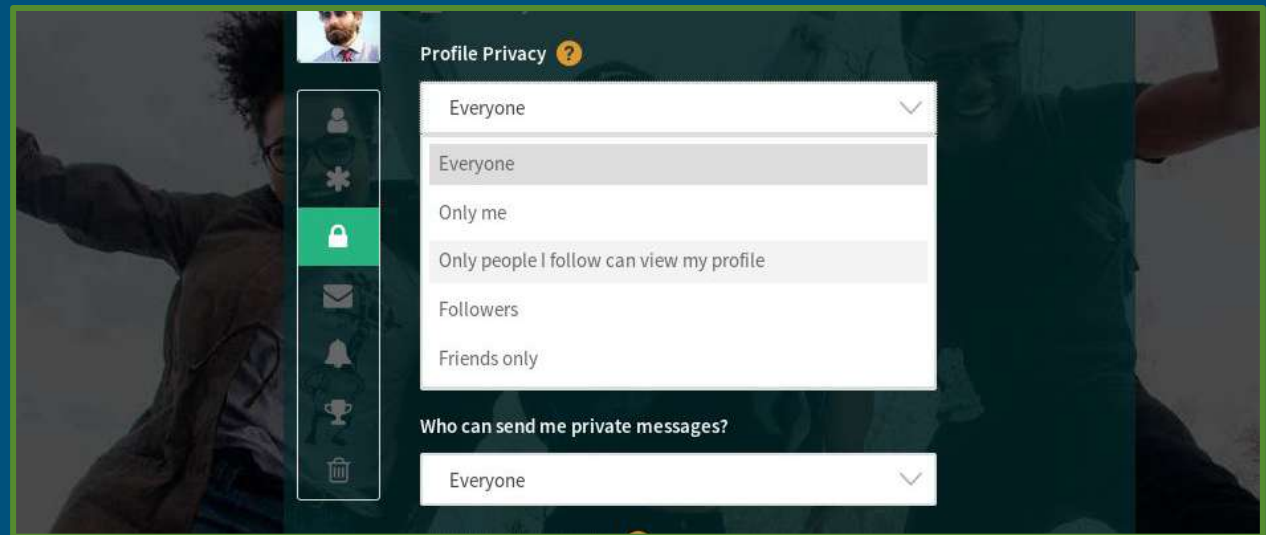 Profile Privacy ?
Everyone
Everyone
Only me
Only people I follow can view my profile
Followers
Friends only
Who can send me private messages?
Everyone